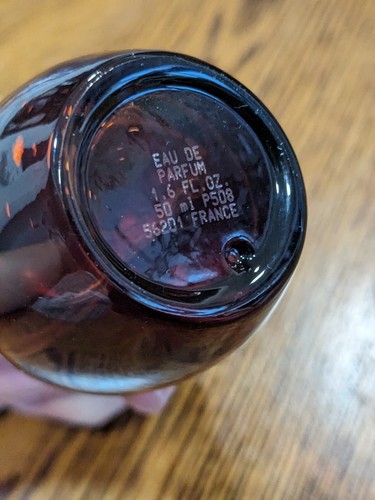 EAU DE
PARFUM
1.6 FL.OZ.
50 ml P508
56201 FRANCE